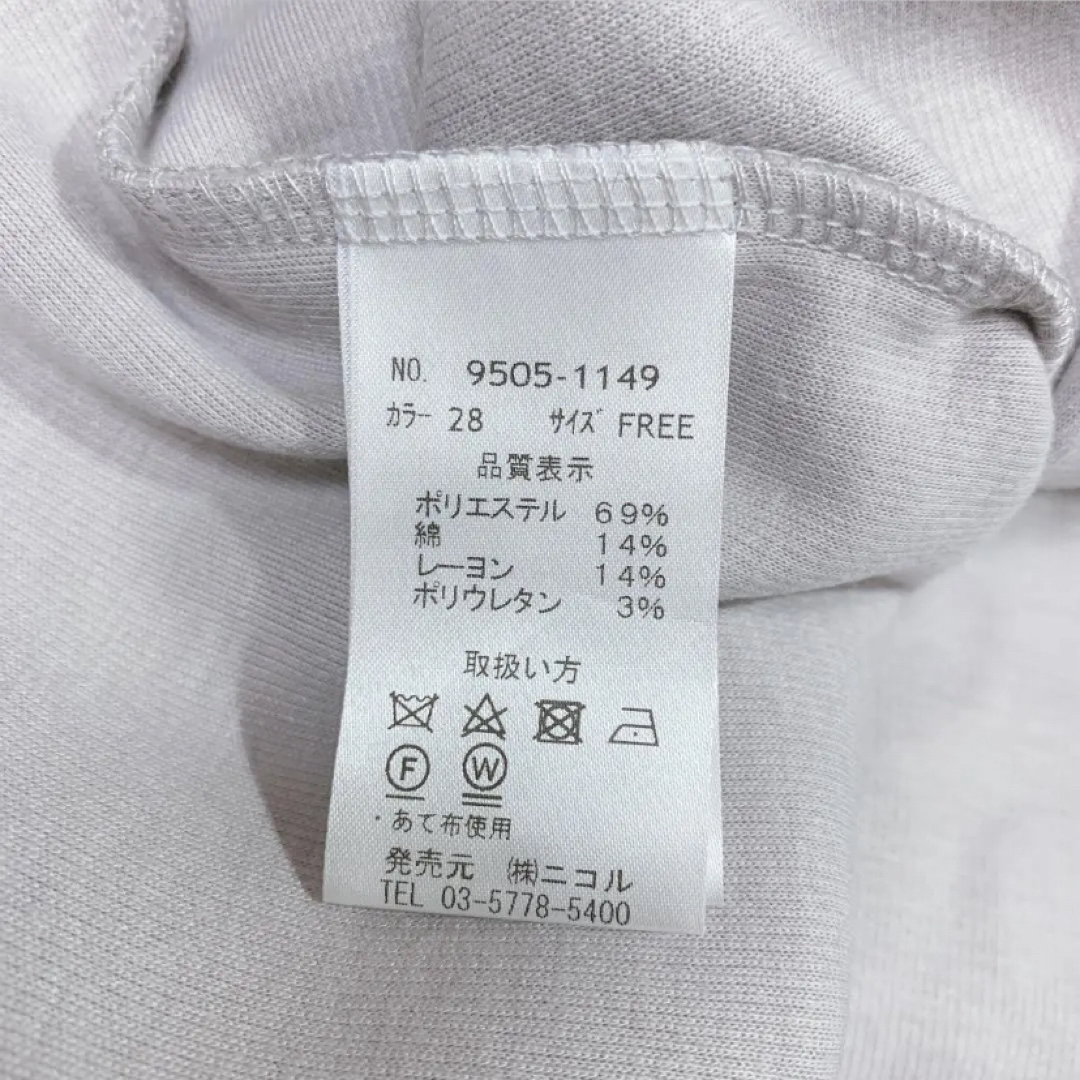 NO. 9505-1149
カラー 28 サイズ FREE
品質表示
ポリエステル 69%
綿 14%
レーヨン 14%
ポリウレタン 3%
取扱い方
F W
・あて布使用
発売元 ㈱ニコル
TEL 03-5778-5400